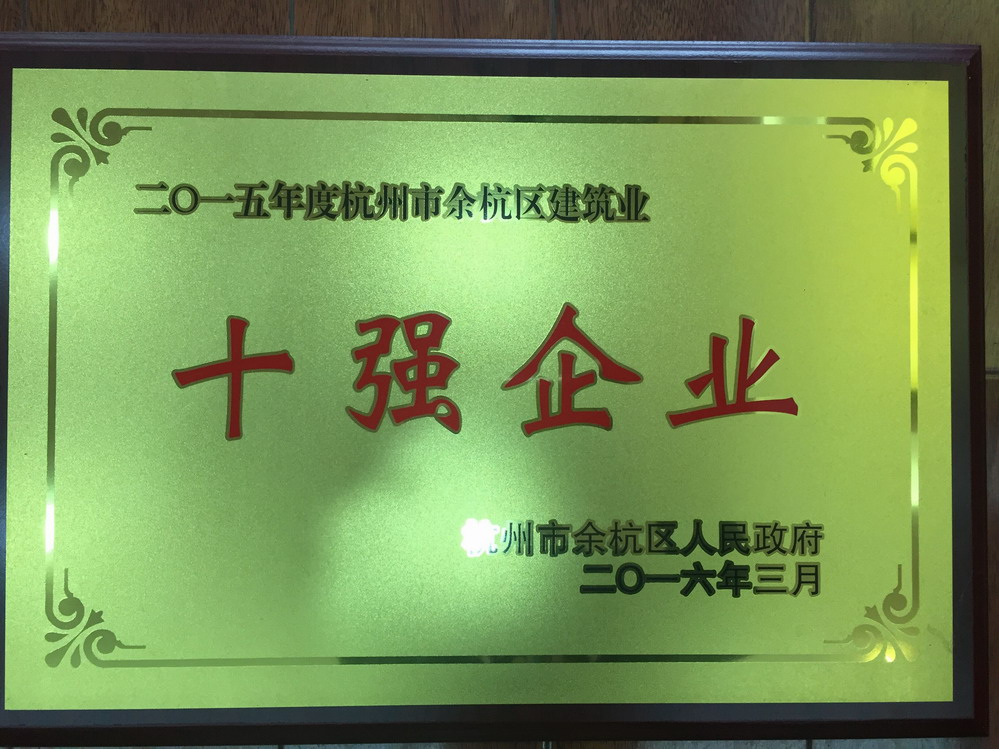 二〇一五年度杭州市余杭区建筑业
十强企业
杭州市余杭区人民政府
二〇一六年三月